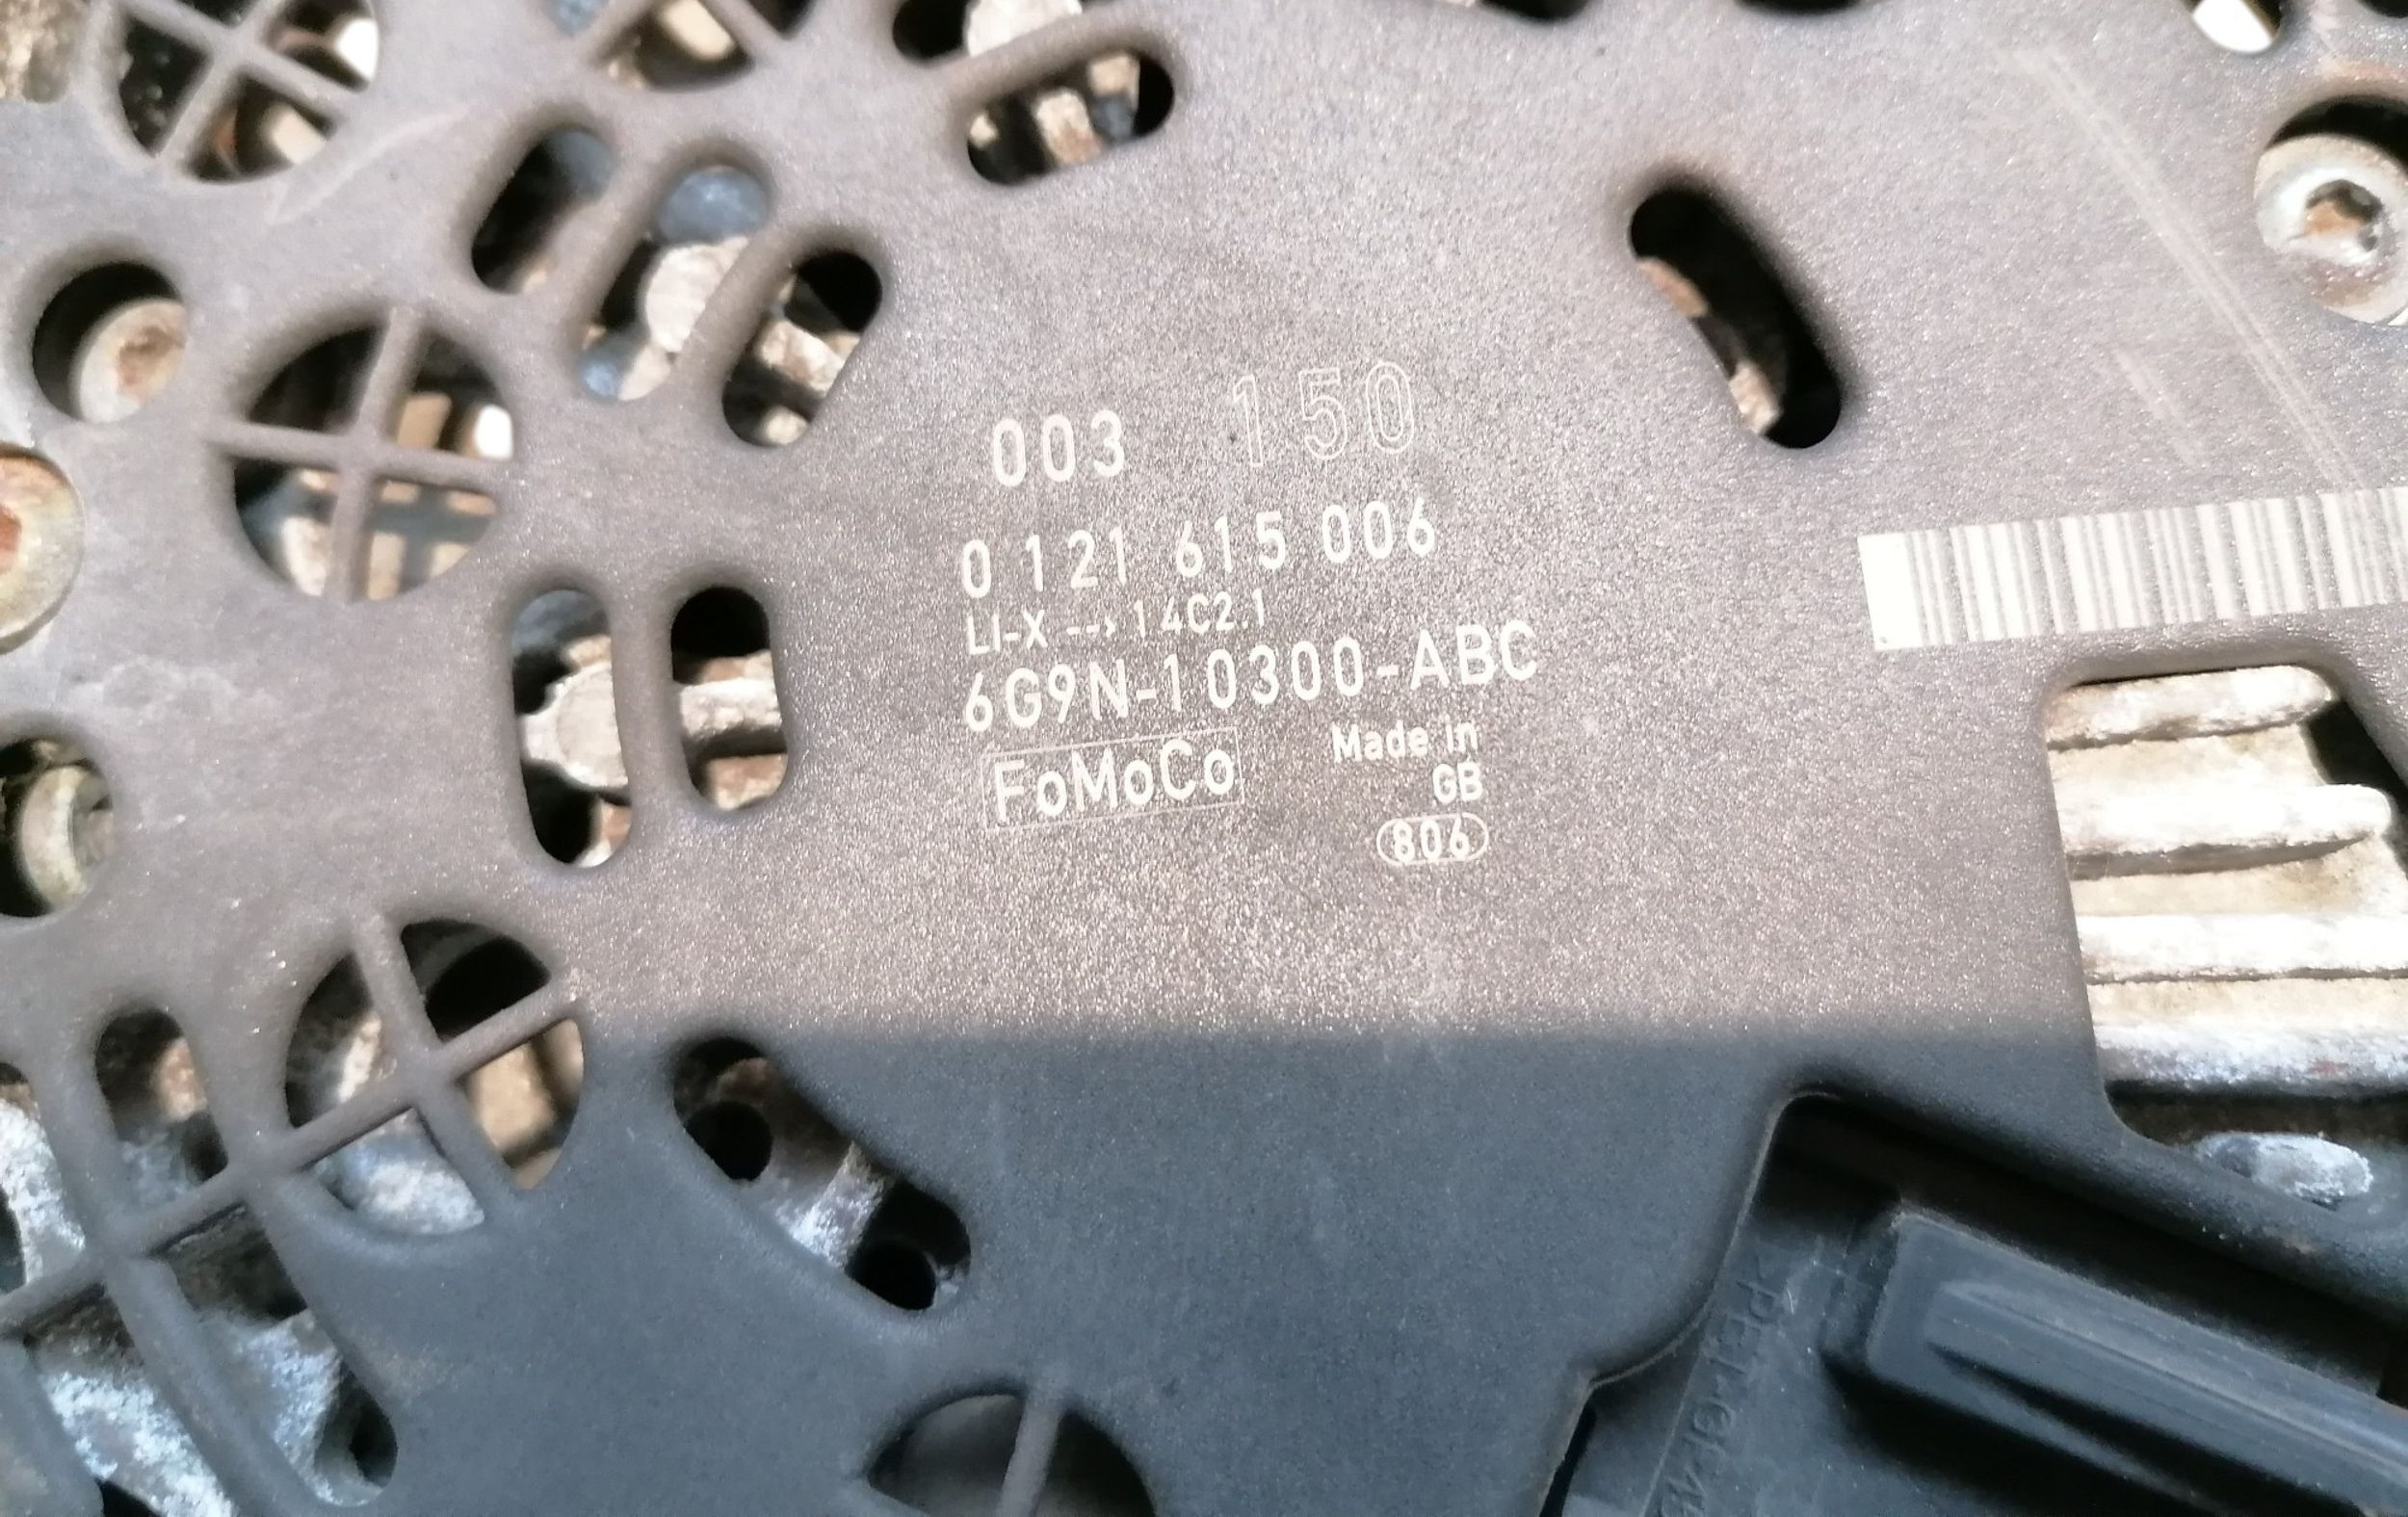 003 150
0 121 615 006
LI-X --> 14C2.1
6G9N-10300-ABC
FoMoCo
Made in
GB
806